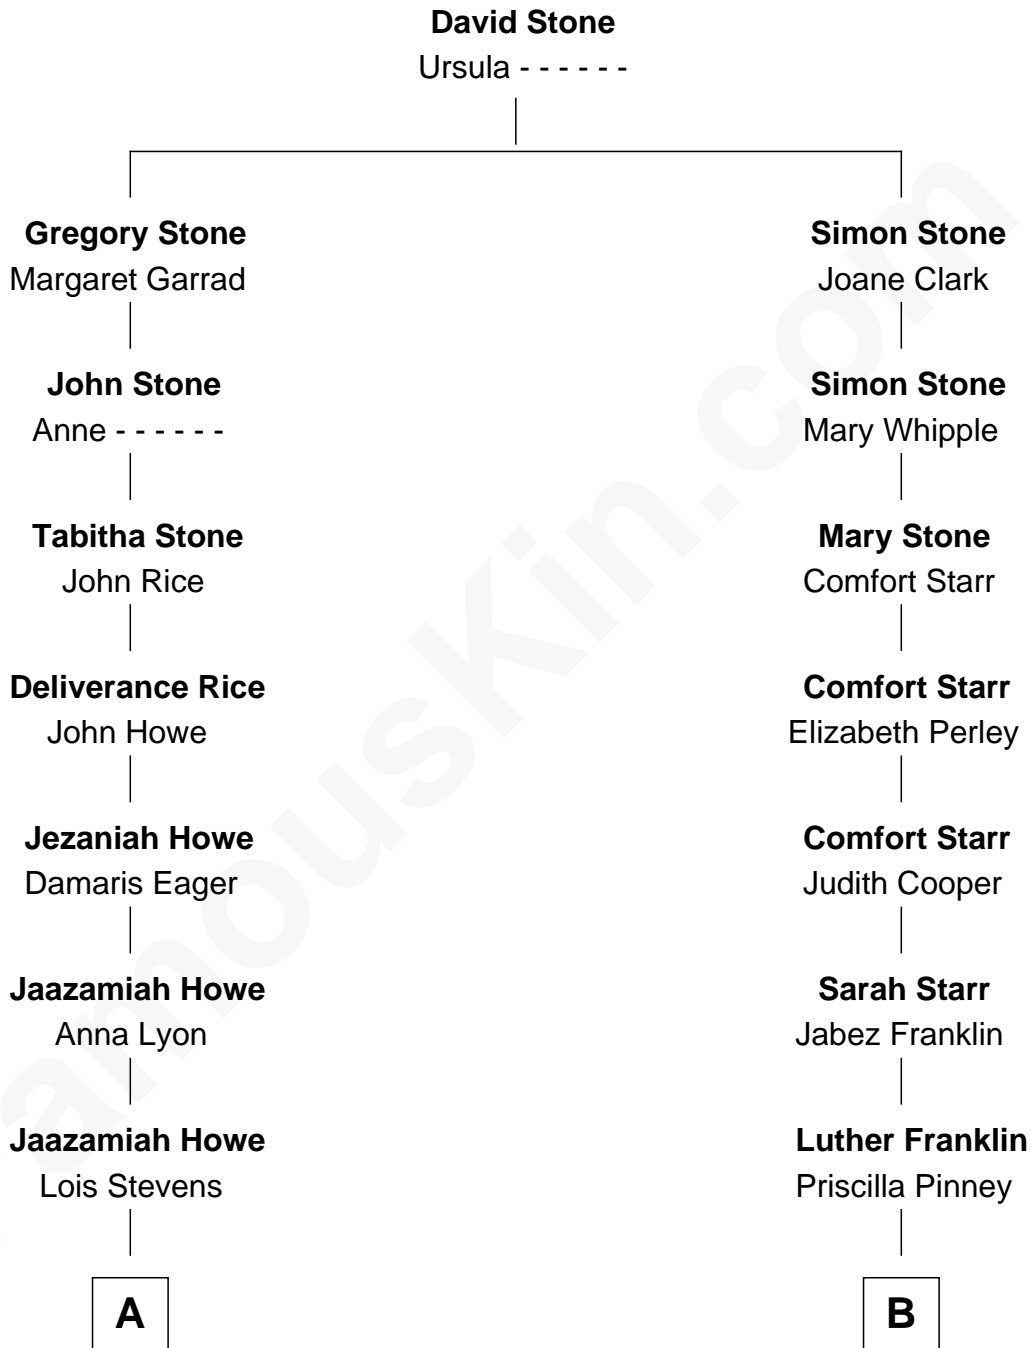 David Stone
Ursula - - - - - -
Gregory Stone
Margaret Garrad
Simon Stone
Joane Clark
John Stone
Anne - - - - - -
Simon Stone
Mary Whipple
Tabitha Stone
John Rice
Mary Stone
Comfort Starr
Deliverance Rice
John Howe
Comfort Starr
Elizabeth Perley
Jezaniah Howe
Damaris Eager
Comfort Starr
Judith Cooper
Jaazamiah Howe
Anna Lyon
Sarah Starr
Jabez Franklin
Jaazamiah Howe
Lois Stevens
Luther Franklin
Priscilla Pinney
A
B
amousKin.com